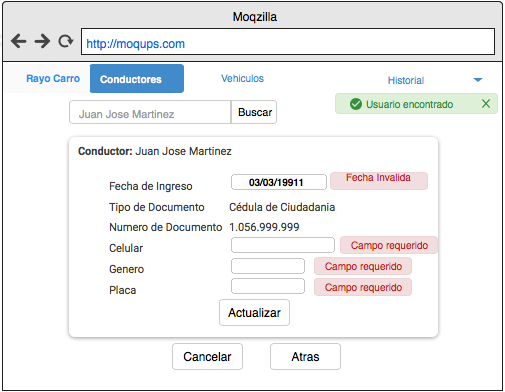 Moqzilla
http://moqups.com
Rayo Carro Conductores Vehiculos Historial
Usuario encontrado
Juan Jose Martinez Buscar
Conductor: Juan Jose Martinez
Fecha de Ingreso 03/03/19911 Fecha Invalida
Tipo de Documento Cédula de Ciudadania
Numero de Documento 1.056.999.999
Celular Campo requerido
Genero Campo requerido
Placa Campo requerido
Actualizar
Cancelar Atras